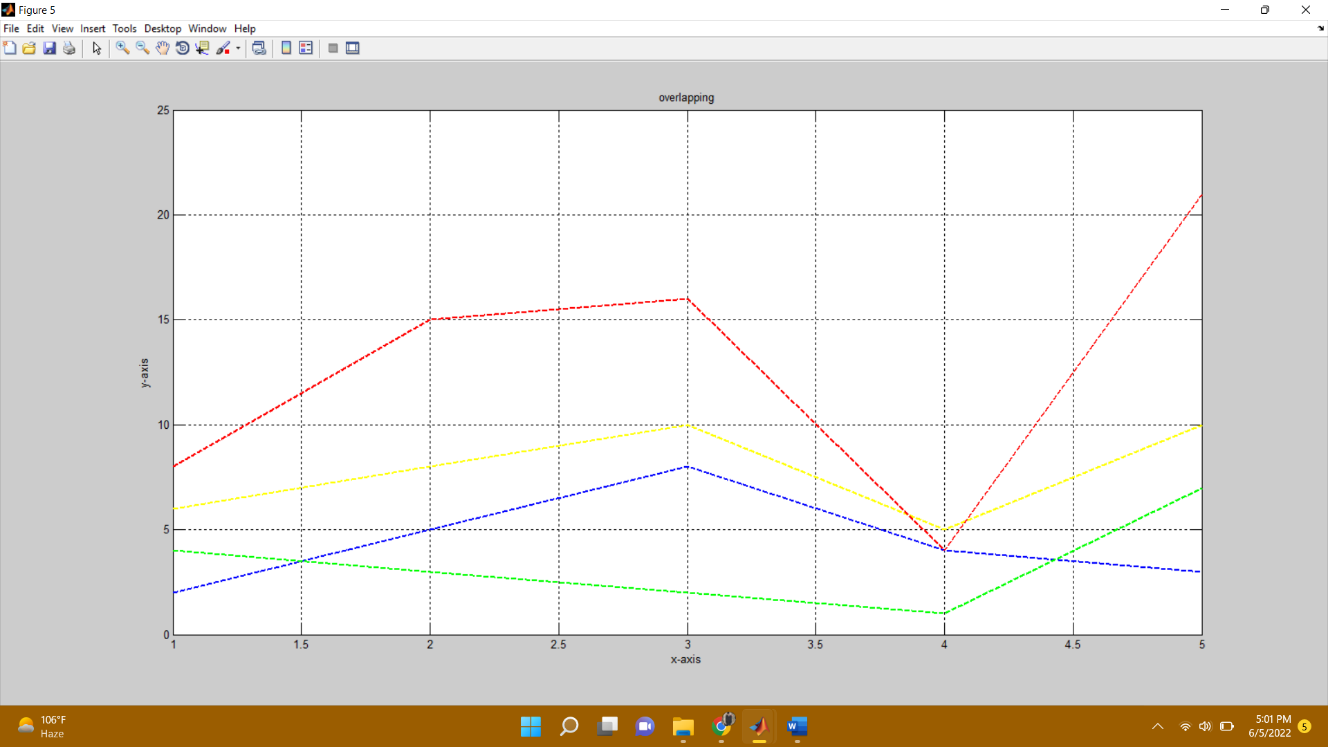 Figure 5
File Edit View Insert Tools Desktop Window Help
overlapping
25
20
15
10
5
0
y-axis
1 1.5 2 2.5 3 3.5 4 4.5 5
x-axis
106°F
Haze
W
5:01 PM
6/5/2022
5